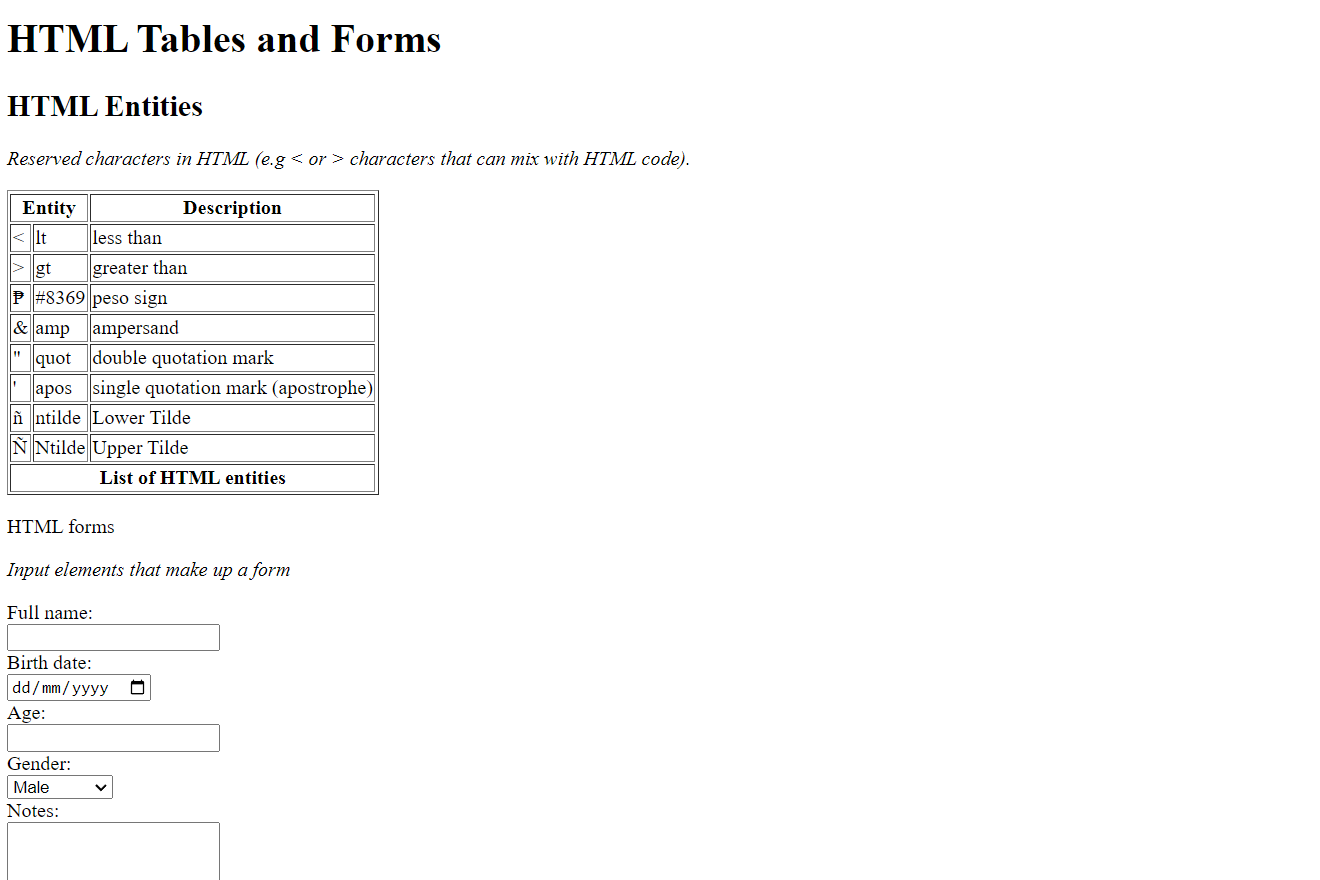 HTML Tables and Forms
HTML Entities
Reserved characters in HTML (e.g < or > characters that can mix with HTML code).
Entity Description
< lt less than
> gt greater than
₱ #8369 peso sign
& amp ampersand
" quot double quotation mark
' apos single quotation mark (apostrophe)
ñ ntilde Lower Tilde
Ñ Ntilde Upper Tilde
List of HTML entities
HTML forms
Input elements that make up a form
Full name:
Birth date:
dd/mm/yyyy
Age:
Gender:
Male
Notes: